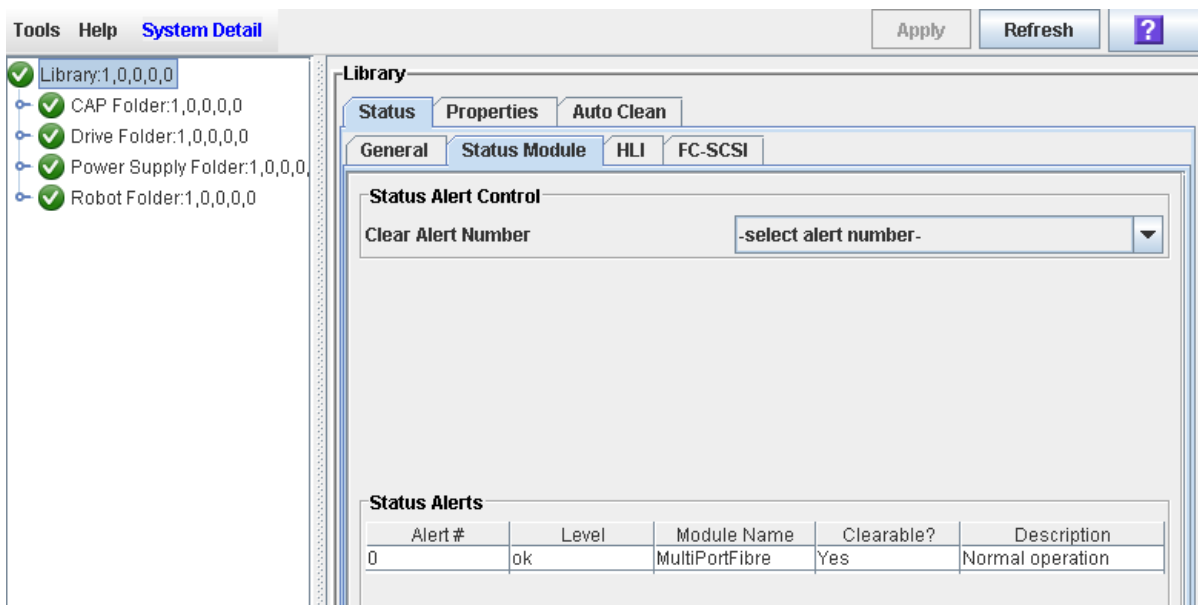 Tools Help System Detail Apply Refresh ?
Library:1,0,0,0,0
CAP Folder:1,0,0,0,0
Drive Folder:1,0,0,0,0
Power Supply Folder:1,0,0,0,
Robot Folder:1,0,0,0,0
Library
Status Properties Auto Clean
General Status Module HLI FC-SCSI
Status Alert Control
Clear Alert Number -select alert number-
Status Alerts
Alert # Level Module Name Clearable? Description
0 ok MultiPortFibre Yes Normal operation